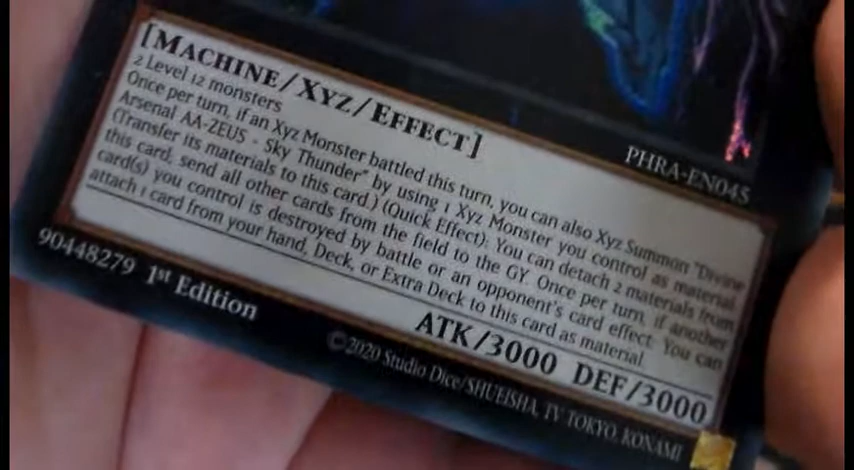 [MACHINE/XYZ/EFFECT]
2 Level 12 monsters
Once per turn, if an Xyz Monster battled this turn, you can also Xyz Summon "Divine
Arsenal AA-ZEUS - Sky Thunder" by using 1 Xyz Monster you control as material.
(Transfer its materials to this card.) (Quick Effect): You can detach 2 materials from
this card, send all other cards from the field to the GY. Once per turn, if another
card(s) you control is destroyed by battle or an opponent's card effect: You can
attach 1 card from your hand, Deck, or Extra Deck to this card as material.
PHRA-EN045
ATK/3000 DEF/3000
90448279 1st Edition
©2020 Studio Dice/SHUEISHA, TV TOKYO, KONAMI